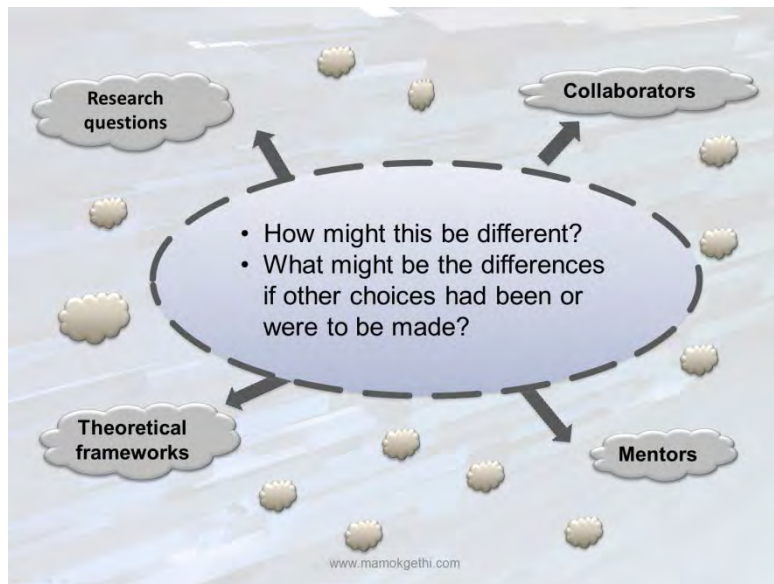 Research
questions
Collaborators
• How might this be different?
• What might be the differences
if other choices had been or
were to be made?
Theoretical
frameworks
Mentors
www.mamokgethi.com